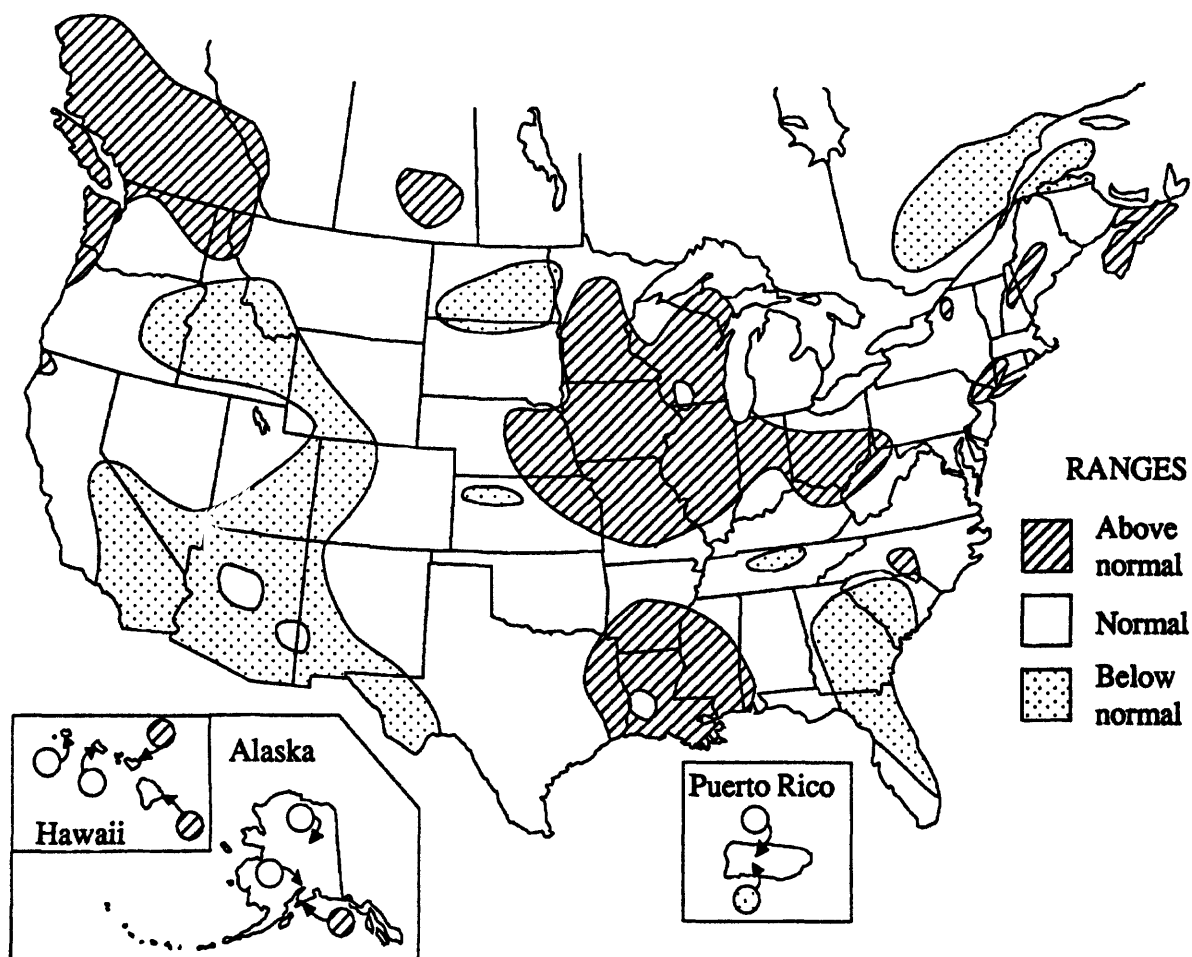 RANGES
Above
normal
Normal
Below
normal
Alaska
Hawaii
Puerto Rico